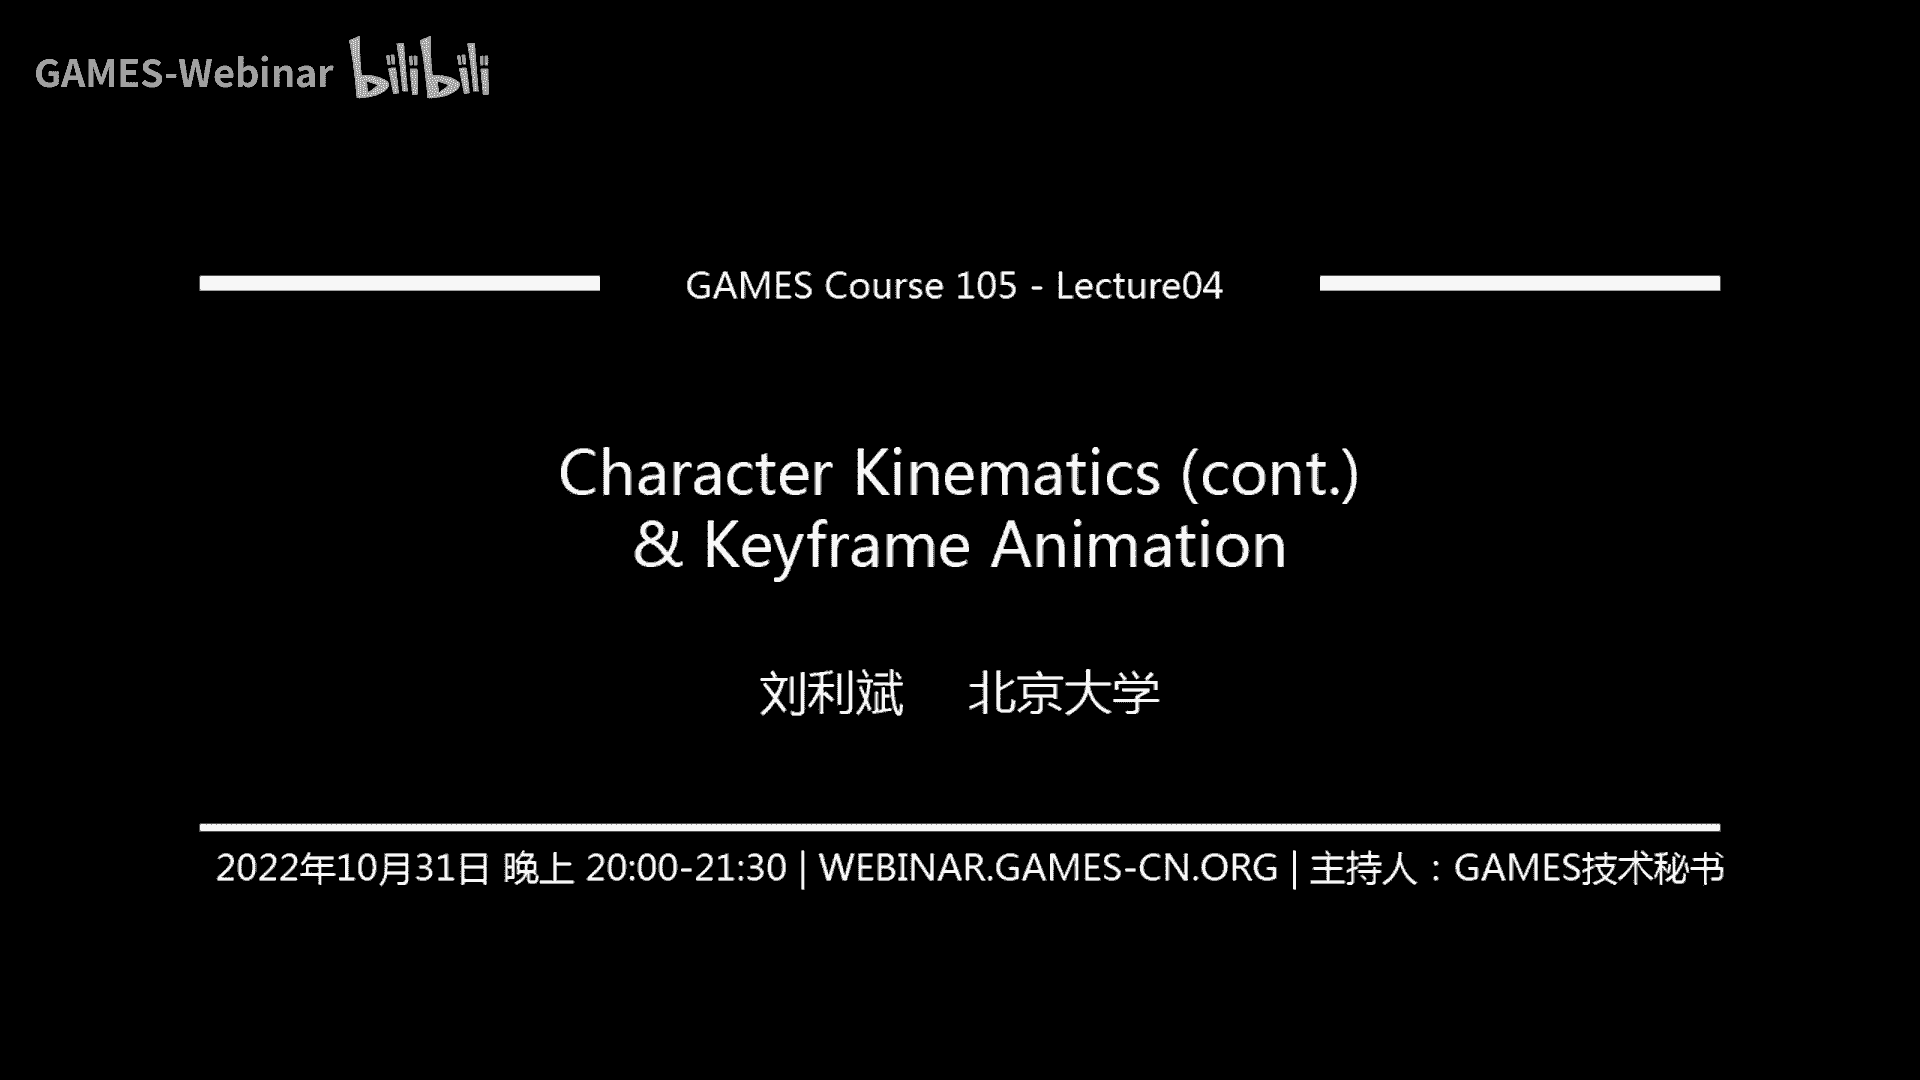 GAMES-Webinar bilibili
GAMES Course 105 - Lecture04
Character Kinematics (cont.)
& Keyframe Animation
刘利斌 北京大学
2022年10月31日 晚上 20:00-21:30 | WEBINAR.GAMES-CN.ORG | 主持人：GAMES技术秘书